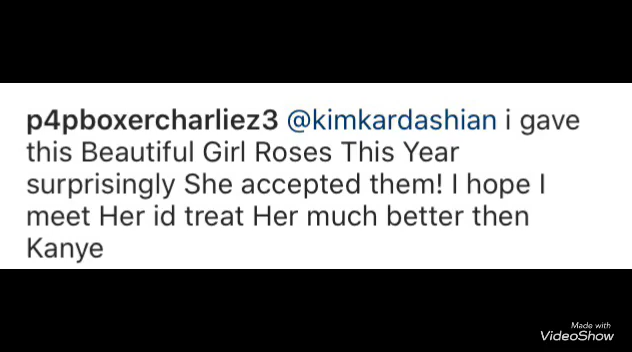 p4pboxercharliez3 @kimkardashian i gave
this Beautiful Girl Roses This Year
surprisingly She accepted them! I hope I
meet Her id treat Her much better then
Kanye
Made with
VideoShow